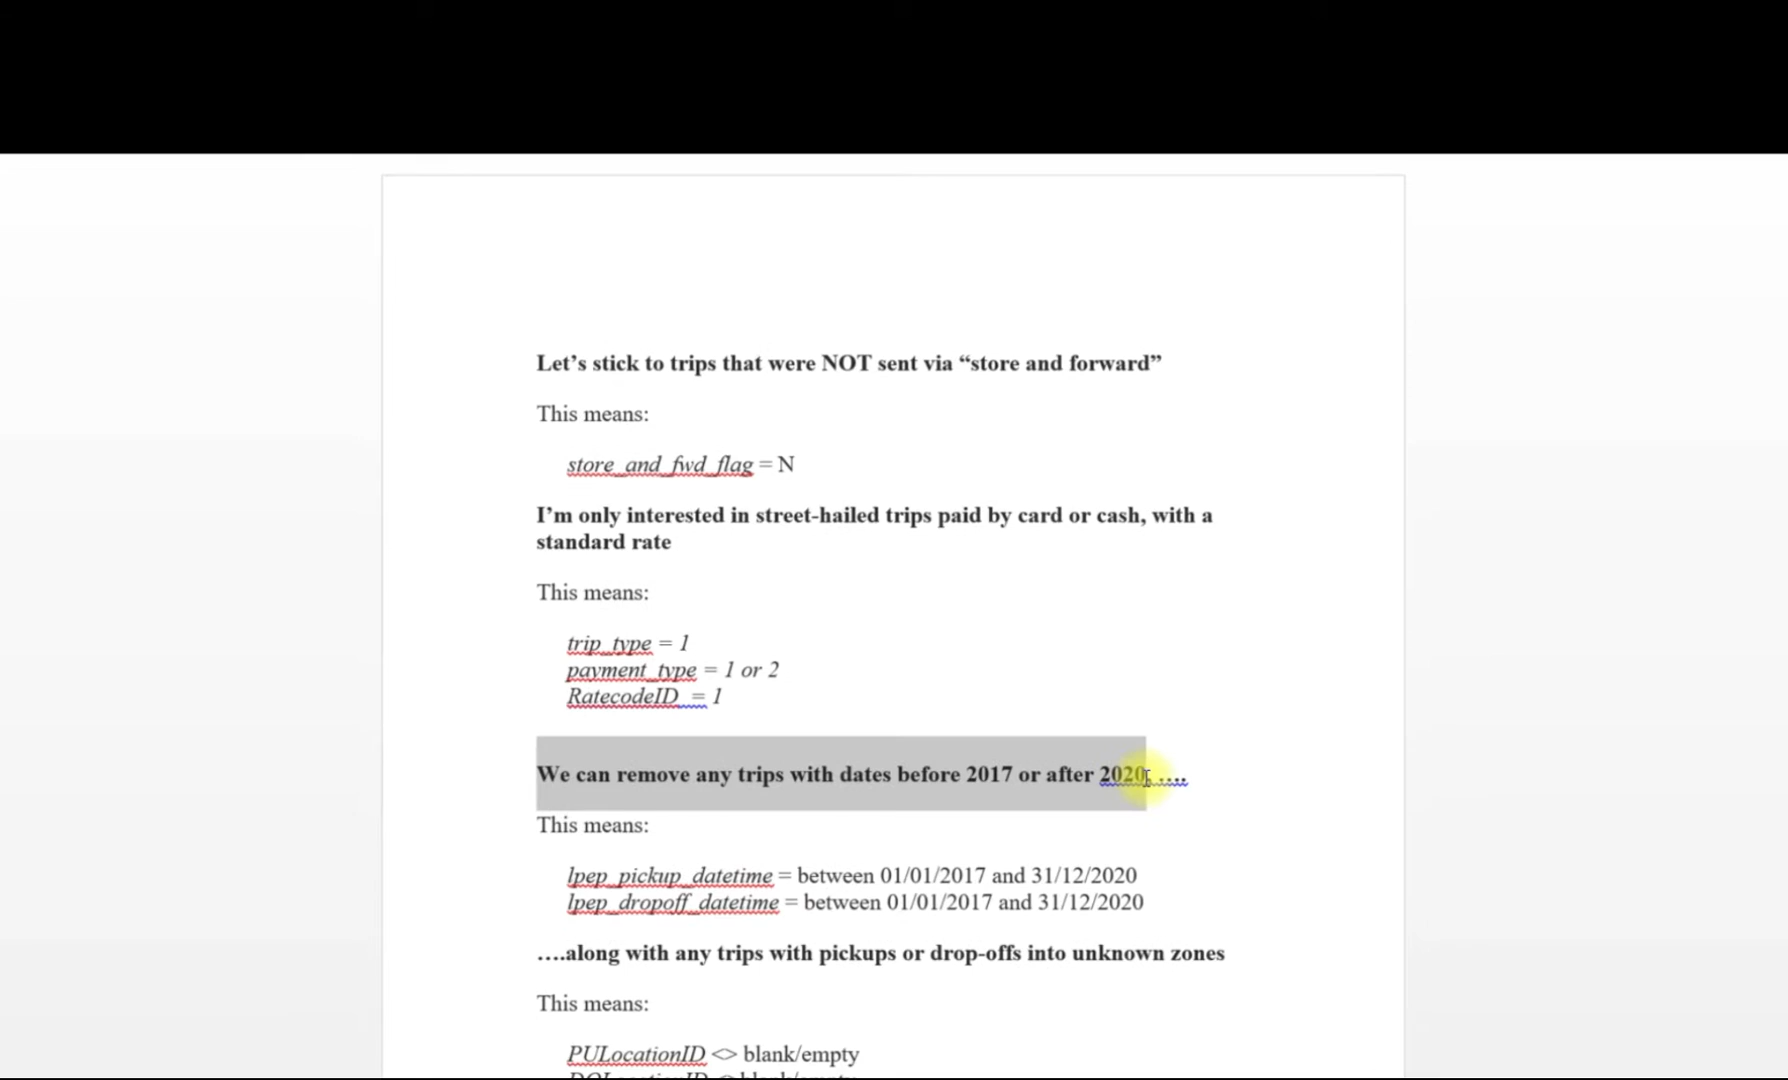 Let’s stick to trips that were NOT sent via “store and forward”
This means:
store_and_fwd_flag = N
I’m only interested in street-hailed trips paid by card or cash, with a
standard rate
This means:
trip_type = 1
payment_type = 1 or 2
RatecodeID = 1
We can remove any trips with dates before 2017 or after 2020, ….
This means:
lpep_pickup_datetime = between 01/01/2017 and 31/12/2020
lpep_dropoff_datetime = between 01/01/2017 and 31/12/2020
….along with any trips with pickups or drop-offs into unknown zones
This means:
PULocationID <> blank/empty